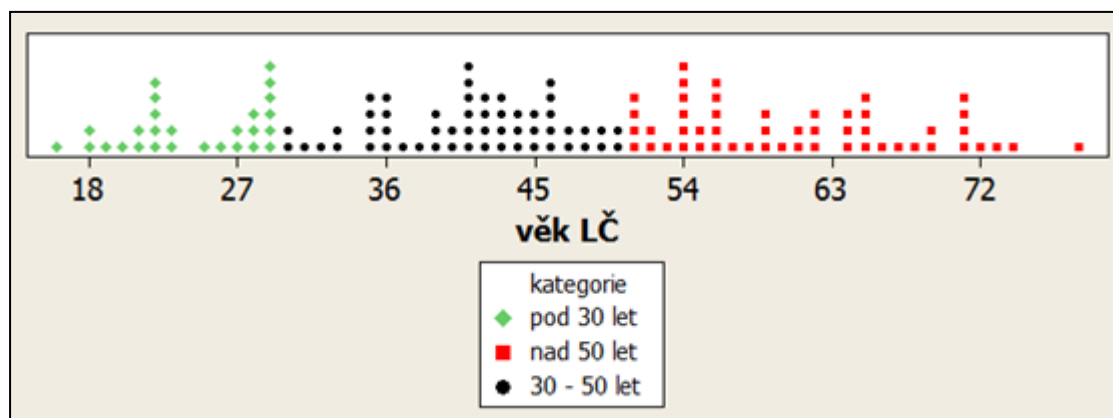 18 27 36 45 54 63 72
věk LČ
kategorie
pod 30 let
nad 50 let
30 - 50 let